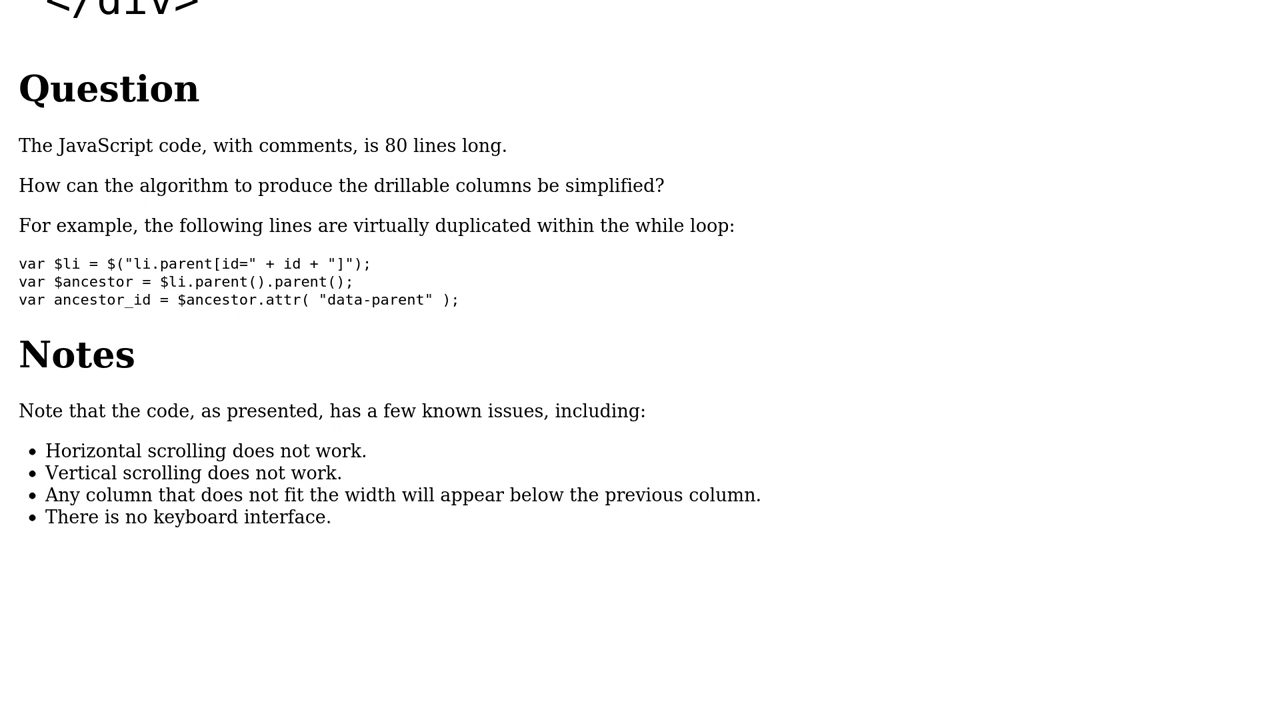 </div>
Question
The JavaScript code, with comments, is 80 lines long.
How can the algorithm to produce the drillable columns be simplified?
For example, the following lines are virtually duplicated within the while loop:
var $li = $("li.parent[id=" + id + "]");
var $ancestor = $li.parent().parent();
var ancestor_id = $ancestor.attr( "data-parent" );
Notes
Note that the code, as presented, has a few known issues, including:
• Horizontal scrolling does not work.
• Vertical scrolling does not work.
• Any column that does not fit the width will appear below the previous column.
• There is no keyboard interface.